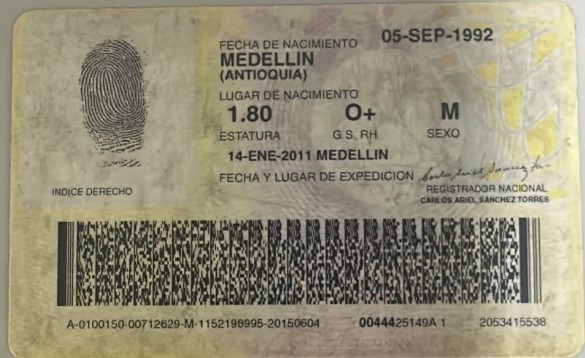 FECHA DE NACIMIENTO 05-SEP-1992
MEDELLIN
(ANTIOQUIA)
LUGAR DE NACIMIENTO
1.80 O+ M
ESTATURA G.S. RH SEXO
14-ENE-2011 MEDELLIN
FECHA Y LUGAR DE EXPEDICION
INDICE DERECHO
REGISTRADOR NACIONAL
CARLOS ARIEL SANCHEZ TORRES
A-0100150-00712629-M-1152198995-20150604 0044425149A 1 2053415538